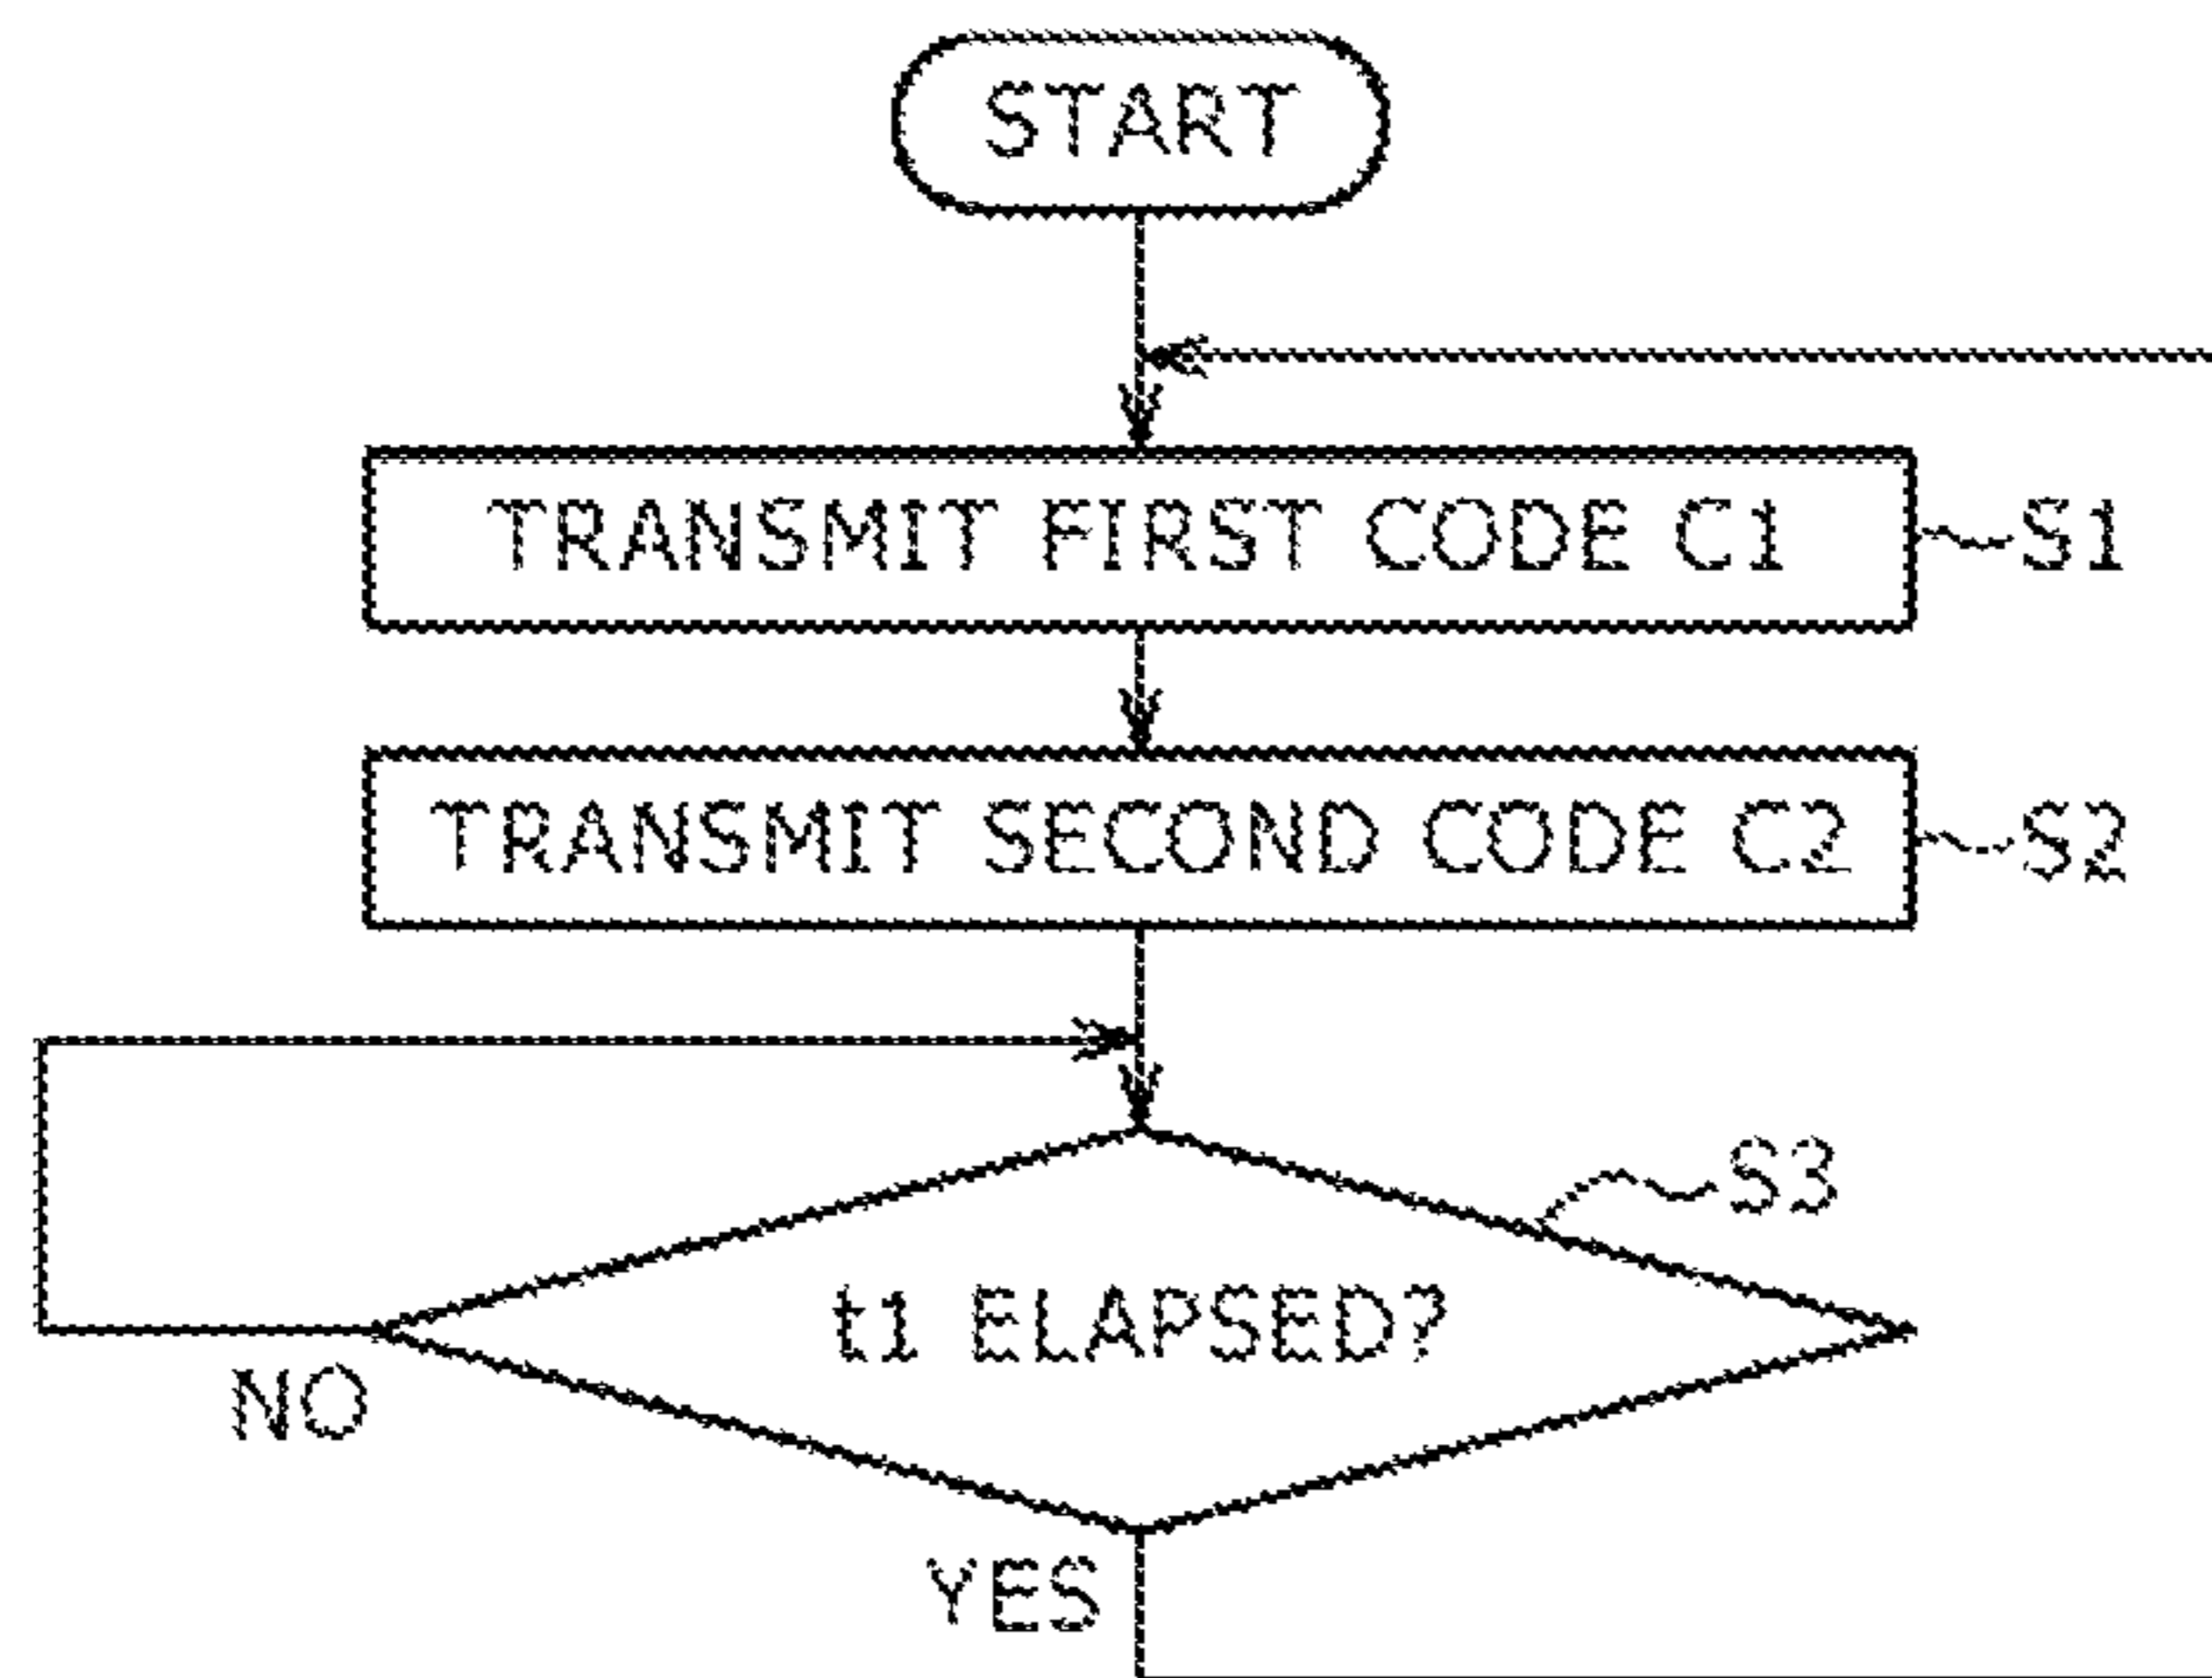 START
TRANSMIT FIRST CODE C1
S1
TRANSMIT SECOND CODE C2
S2
S3
t1 ELAPSED?
NO
YES